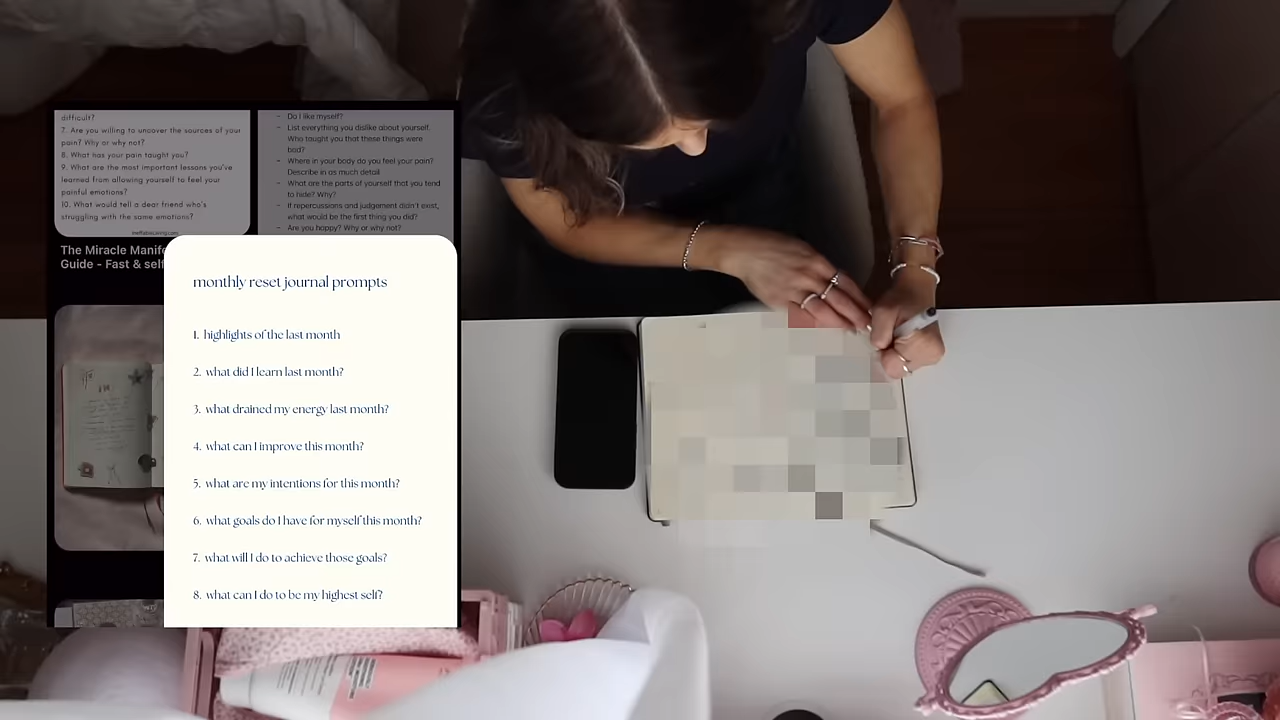 difficult?
7. Are you willing to uncover the sources of your
pain? Why or why not?
8. What has your pain taught you?
9. What are the most important lessons you've
learned from allowing yourself to feel your
painful emotions?
10. What would tell a dear friend who's
struggling with the same emotions?
- Do I like myself?
- List everything you dislike about yourself.
Who taught you that these things were
bad?
- Where in your body do you feel your pain?
Describe in as much detail
- What are the parts of yourself that you tend
to hide? Why?
- If repercussions and judgement didn't exist,
what would be the first thing you did?
- Are you happy? Why or why not?
The Miracle
Guide - Fast & self
monthly reset journal prompts
1. highlights of the last month
2. what did I learn last month?
3. what drained my energy last month?
4. what can I improve this month?
5. what are my intentions for this month?
6. what goals do I have for myself this month?
7. what will I do to achieve those goals?
8. what can I do to be my highest self?